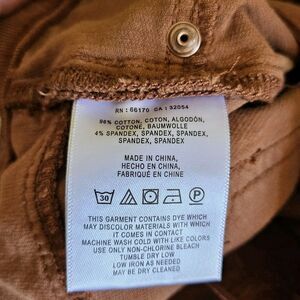 RN : 66170 CA : 32054
96% COTTON, COTON, ALGODÓN,
COTONE, BAUMWOLLE
4% SPANDEX, SPANDEX, SPANDEX,
SPANDEX, SPANDEX
MADE IN CHINA,
HECHO EN CHINA,
FABRIQUÉ EN CHINE
30 P
THIS GARMENT CONTAINS DYE WHICH
MAY DISCOLOR MATERIALS WITH WHICH
IT COMES IN CONTACT
MACHINE WASH COLD WITH LIKE COLORS
USE ONLY NON-CHLORINE BLEACH
TUMBLE DRY LOW
LOW IRON AS NEEDED
MAY BE DRY CLEANED